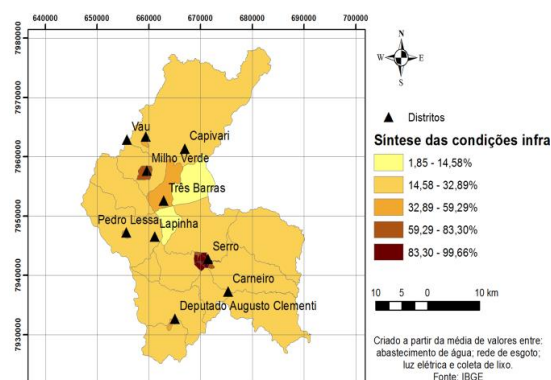 640000 650000 660000 670000 680000 690000 700000
7980000
7970000
7960000
7950000
7940000
7930000
N
W E
S
Vau
Capivari
Milho Verde
Três Barras
Pedro Lessa
Lapinha
Serro
Carneiro
Deputado Augusto Clementi
Distritos
Síntese das condições infra
1,85 - 14,58%
14,58 - 32,89%
32,89 - 59,29%
59,29 - 83,30%
83,30 - 99,66%
10 5 0 10 km
Criado a partir da média de valores entre:
abastecimento de água; rede de esgoto;
luz elétrica e coleta de lixo.
Fonte: IBGE